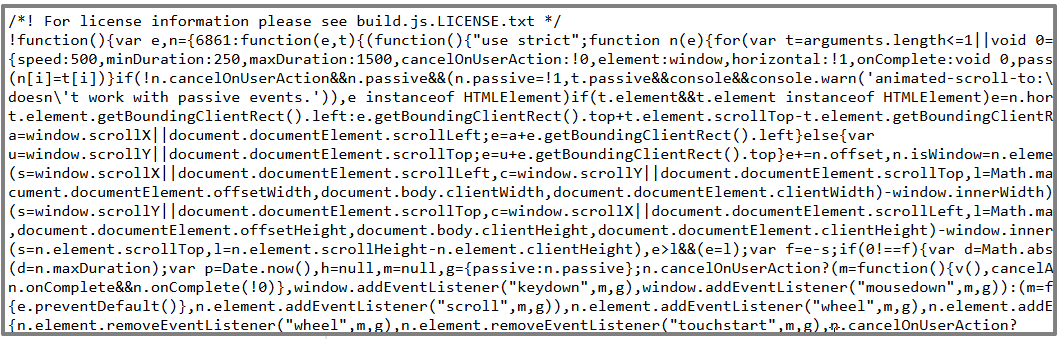 /*! For license information please see build.js.LICENSE.txt */
!function(){var e,n={6861:function(e,t){(function(){"use strict";function n(e){for(var t=arguments.length<=1||void 0=
{speed:500,minDuration:250,maxDuration:1500,cancelOnUserAction:!0,element:window,horizontal:!1,onComplete:void 0,pass
(n[i]=t[i])}if(!n.cancelOnUserAction&&n.passive&&(n.passive=!1,t.passive&&console&&console.warn('animated-scroll-to:\
doesn\'t work with passive events.')),e instanceof HTMLElement)if(t.element&&t.element instanceof HTMLElement)e=n.hor
t.element.getBoundingClientRect().left:e.getBoundingClientRect().top+t.element.scrollTop-t.element.getBoundingClientR
a=window.scrollX||document.documentElement.scrollLeft;e=a+e.getBoundingClientRect().left}else{var
u=window.scrollY||document.documentElement.scrollTop;e=u+e.getBoundingClientRect().top}e+=n.offset,n.isWindow=n.eleme
(s=window.scrollX||document.documentElement.scrollLeft,c=window.scrollY||document.documentElement.scrollTop,l=Math.ma
cument.documentElement.offsetWidth,document.body.clientWidth,document.documentElement.clientWidth)-window.innerWidth)
(s=window.scrollY||document.documentElement.scrollTop,c=window.scrollX||document.documentElement.scrollLeft,l=Math.ma
,document.documentElement.offsetHeight,document.body.clientHeight,document.documentElement.clientHeight)-window.inner
(s=n.element.scrollTop,l=n.element.scrollHeight-n.element.clientHeight),e>l&&(e=l);var f=e-s;if(0!==f){var d=Math.abs
(d=n.maxDuration);var p=Date.now(),h=null,m=null,g={passive:n.passive};n.cancelOnUserAction?(m=function(){v(),cancelA
n.onComplete&&n.onComplete(!0)},window.addEventListener("keydown",m,g),window.addEventListener("mousedown",m,g)):(m=f
{e.preventDefault()},n.element.addEventListener("scroll",m,g)),n.element.addEventListener("wheel",m,g),n.element.addE
{n.element.removeEventListener("wheel",m,g),n.element.removeEventListener("touchstart",m,g),n.cancelOnUserAction?